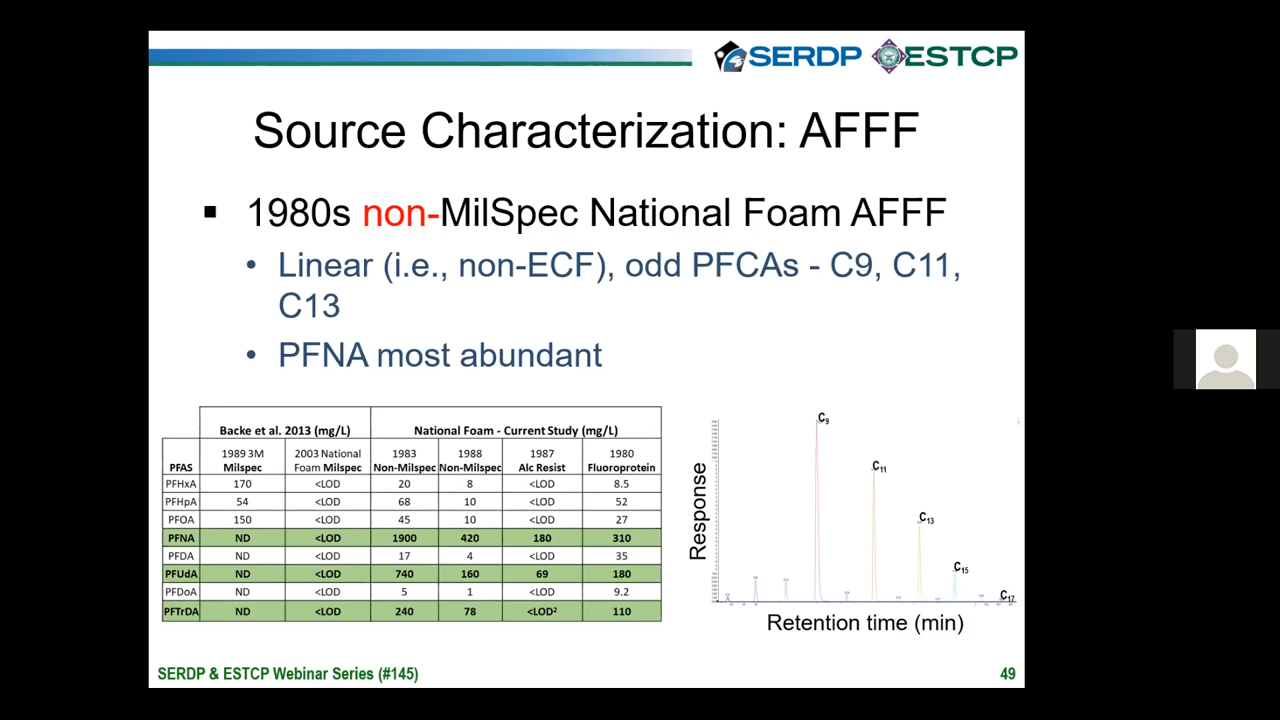 SERDP ESTCP
Source Characterization: AFFF
▪ 1980s non-MilSpec National Foam AFFF
• Linear (i.e., non-ECF), odd PFCAs - C9, C11,
C13
• PFNA most abundant
Backe et al. 2013 (mg/L) National Foam - Current Study (mg/L)
1989 3M 2003 National 1983 1988 1987 1980
PFAS Milspec Foam Milspec Non-Milspec Non-Milspec Alc Resist Fluoroprotein
PFHxA 170 <LOD 20 8 <LOD 8.5
PFHpA 54 <LOD 68 10 <LOD 52
PFOA 150 <LOD 45 10 <LOD 27
PFNA ND <LOD 1900 420 180 310
PFDA ND <LOD 17 4 <LOD 35
PFUdA ND <LOD 740 160 69 180
PFDoA ND <LOD 5 1 <LOD 9.2
PFTrDA ND <LOD 240 78 <LOD² 110
C₉
C₁₁
C₁₃
C₁₅
C₁₇
Response
Retention time (min)
SERDP & ESTCP Webinar Series (#145)
49